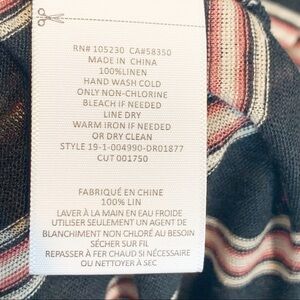 RN# 105230 CA#58350
MADE IN CHINA
100%LINEN
HAND WASH COLD
ONLY NON-CHLORINE
BLEACH IF NEEDED
LINE DRY
WARM IRON IF NEEDED
OR DRY CLEAN
STYLE 19-1-004990-DR01877
CUT 001750
FABRIQUÉ EN CHINE
100% LIN
LAVER À LA MAIN EN EAU FROIDE
UTILISER SEULEMENT UN AGENT DE
BLANCHIMENT NON CHLORÉ AU BESOIN
SÉCHER SUR FIL
REPASSER À FER CHAUD SI NÉCESSAIRE
OU NETTOYER À SEC